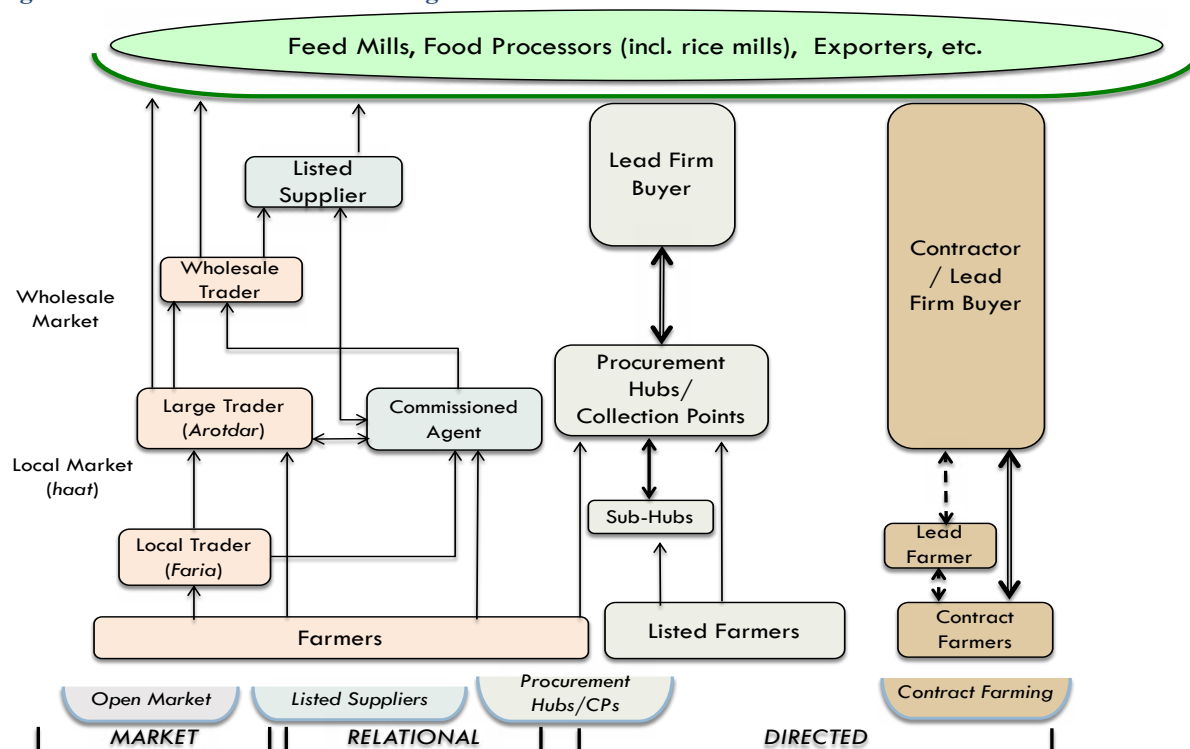 Feed Mills, Food Processors (incl. rice mills), Exporters, etc.
Listed
Supplier
Lead Firm
Buyer
Contractor
/ Lead
Firm Buyer
Wholesale
Trader
Wholesale
Market
Procurement
Hubs/
Collection Points
Large Trader
(Arotdar)
Commissioned
Agent
Local Market
(haat)
Sub-Hubs
Lead
Farmer
Local Trader
(Faria)
Farmers
Listed Farmers
Contract
Farmers
Open Market
Listed Suppliers
Procurement
Hubs/CPs
Contract Farming
MARKET
RELATIONAL
DIRECTED